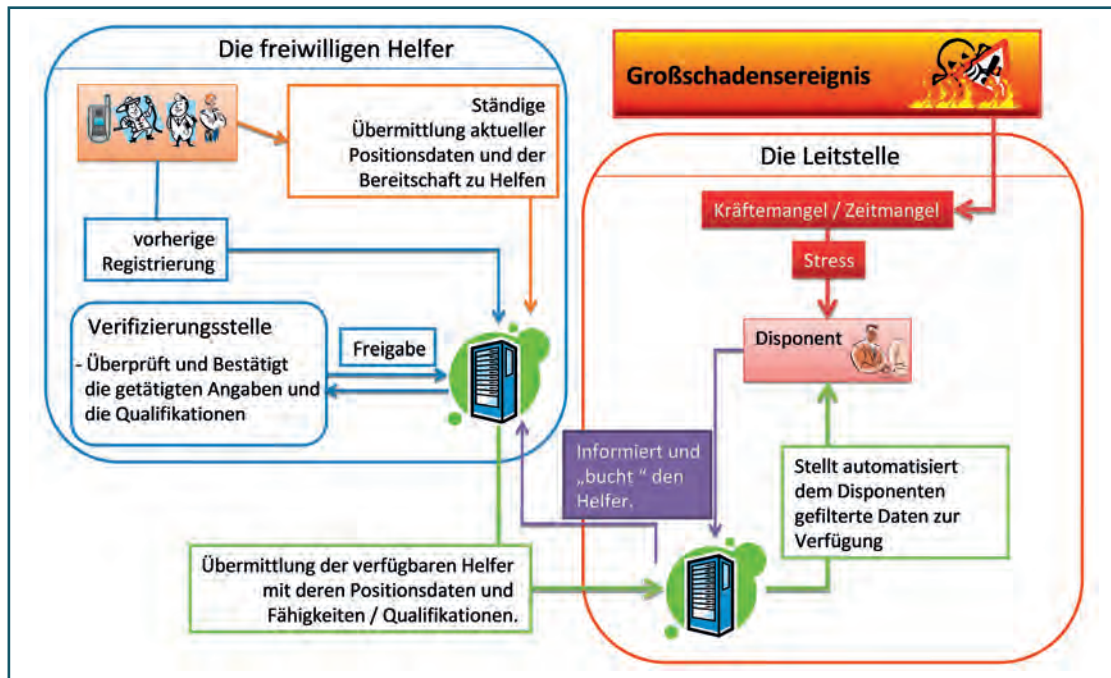 Die freiwilligen Helfer
Ständige
Übermittlung aktueller
Positionsdaten und der
Bereitschaft zu Helfen
vorherige
Registrierung
Verifizierungsstelle
- Überprüft und Bestätigt
die getätigten Angaben und
die Qualifikationen
Freigabe
Großschadensereignis
Die Leitstelle
Kräftemangel / Zeitmangel
Stress
Disponent
Informiert und
„bucht “ den
Helfer.
Stellt automatisiert
dem Disponenten
gefilterte Daten zur
Verfügung
Übermittlung der verfügbaren Helfer
mit deren Positionsdaten und
Fähigkeiten / Qualifikationen.